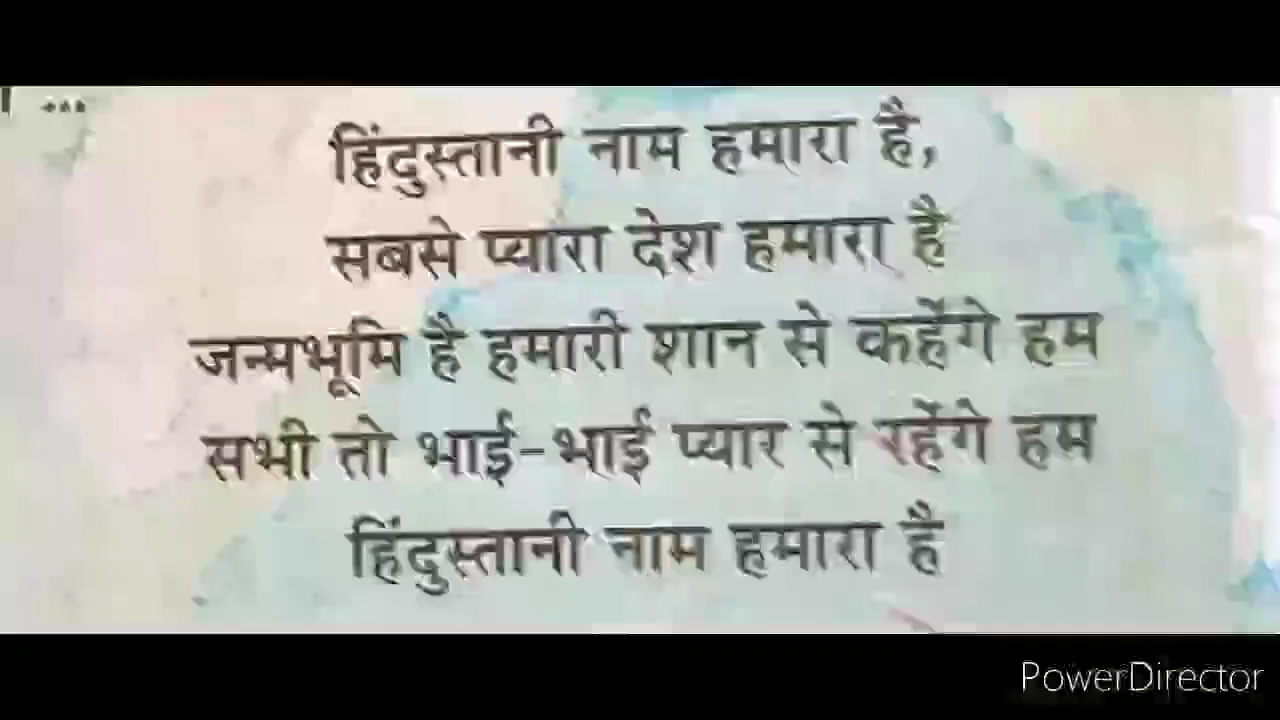 हिंदुस्तानी नाम हमारा है,
सबसे प्यारा देश हमारा है
जन्मभूमि है हमारी शान से कहेंगे हम
सभी तो भाई-भाई प्यार से रहेंगे हम
हिंदुस्तानी नाम हमारा है
PowerDirector